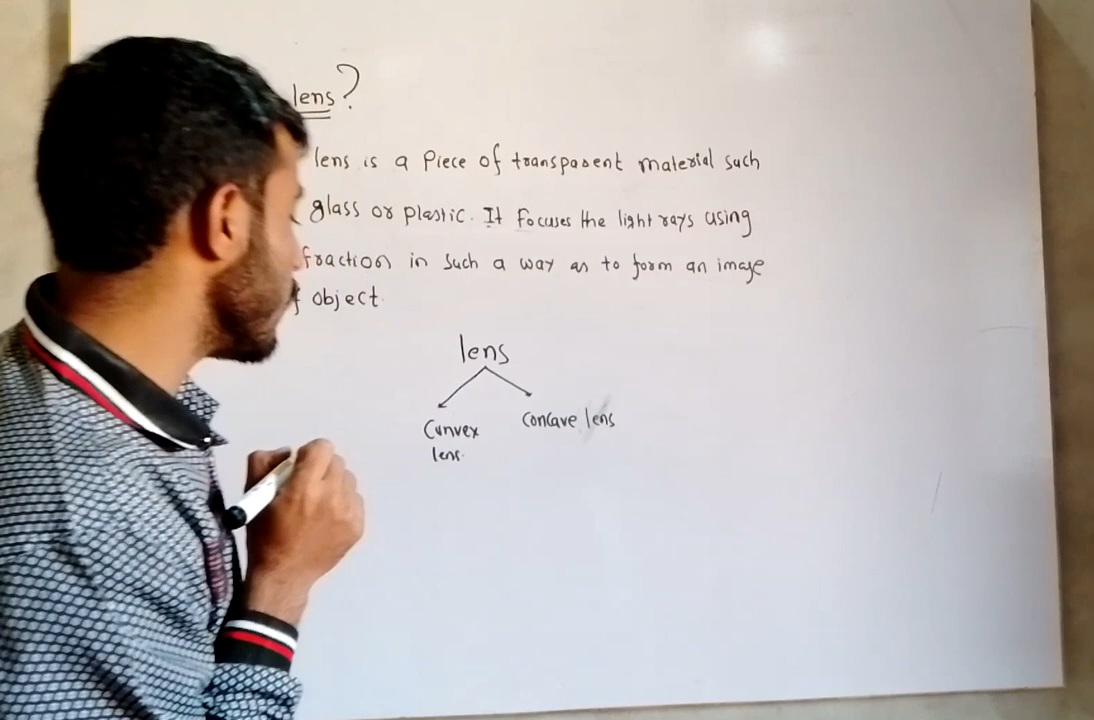 lens?
lens is a Piece of transparent material such
glass or plastic. It Focuses the light rays using
fraction in such a way as to form an image
f object.
lens
Convex
lens.
Concave lens